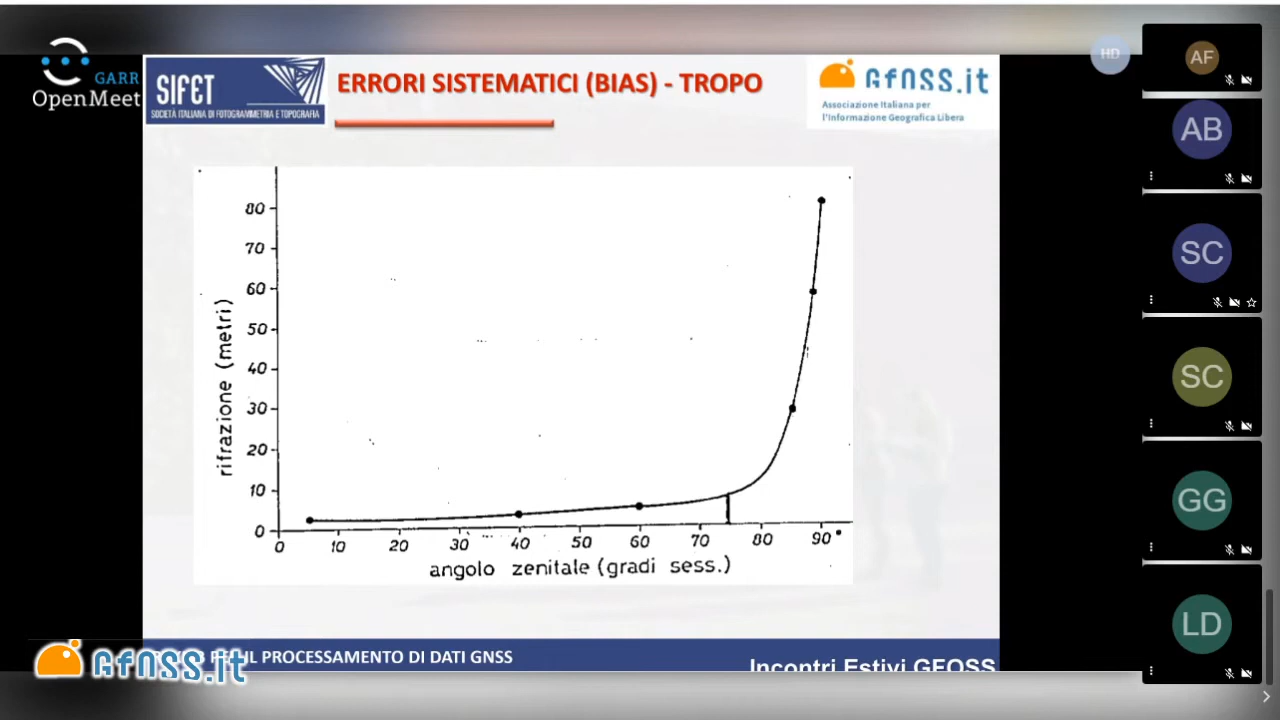 GARR
OpenMeet
SIFET
SOCIETÀ ITALIANA DI FOTOGRAMMETRIA E TOPOGRAFIA
ERRORI SISTEMATICI (BIAS) - TROPO
GFOSS.it
Associazione Italiana per
l'Informazione Geografica Libera
HD
AF
AB
SC
SC
GG
LD
rifrazione (metri)
80
70
60
50
40
30
20
10
0
0 10 20 30 40 50 60 70 80 90
angolo zenitale (gradi sess.)
IL PROCESSAMENTO DI DATI GNSS
Incontri Estivi GFOSS
GFOSS.it